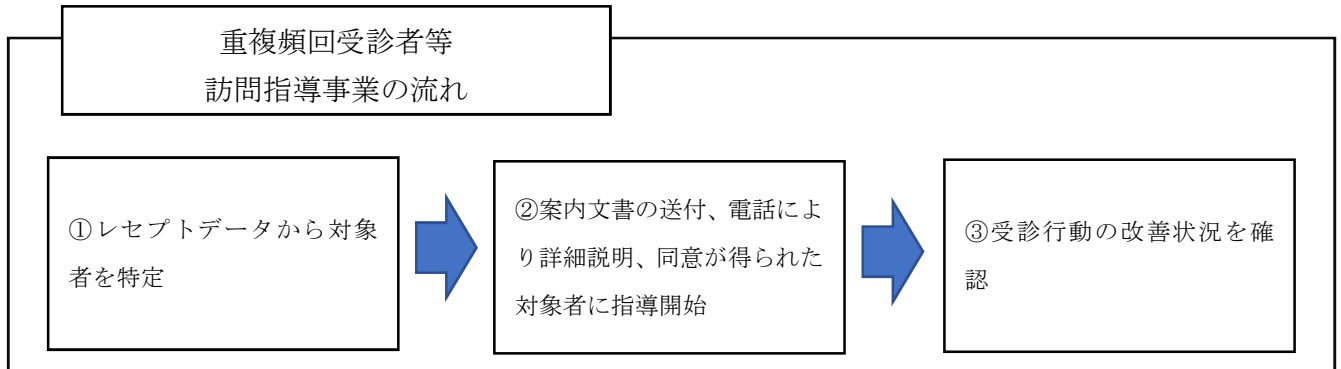 重複頻回受診者等
訪問指導事業の流れ
①レセプトデータから対象
者を特定
②案内文書の送付、電話によ
り詳細説明、同意が得られた
対象者に指導開始
③受診行動の改善状況を確
認